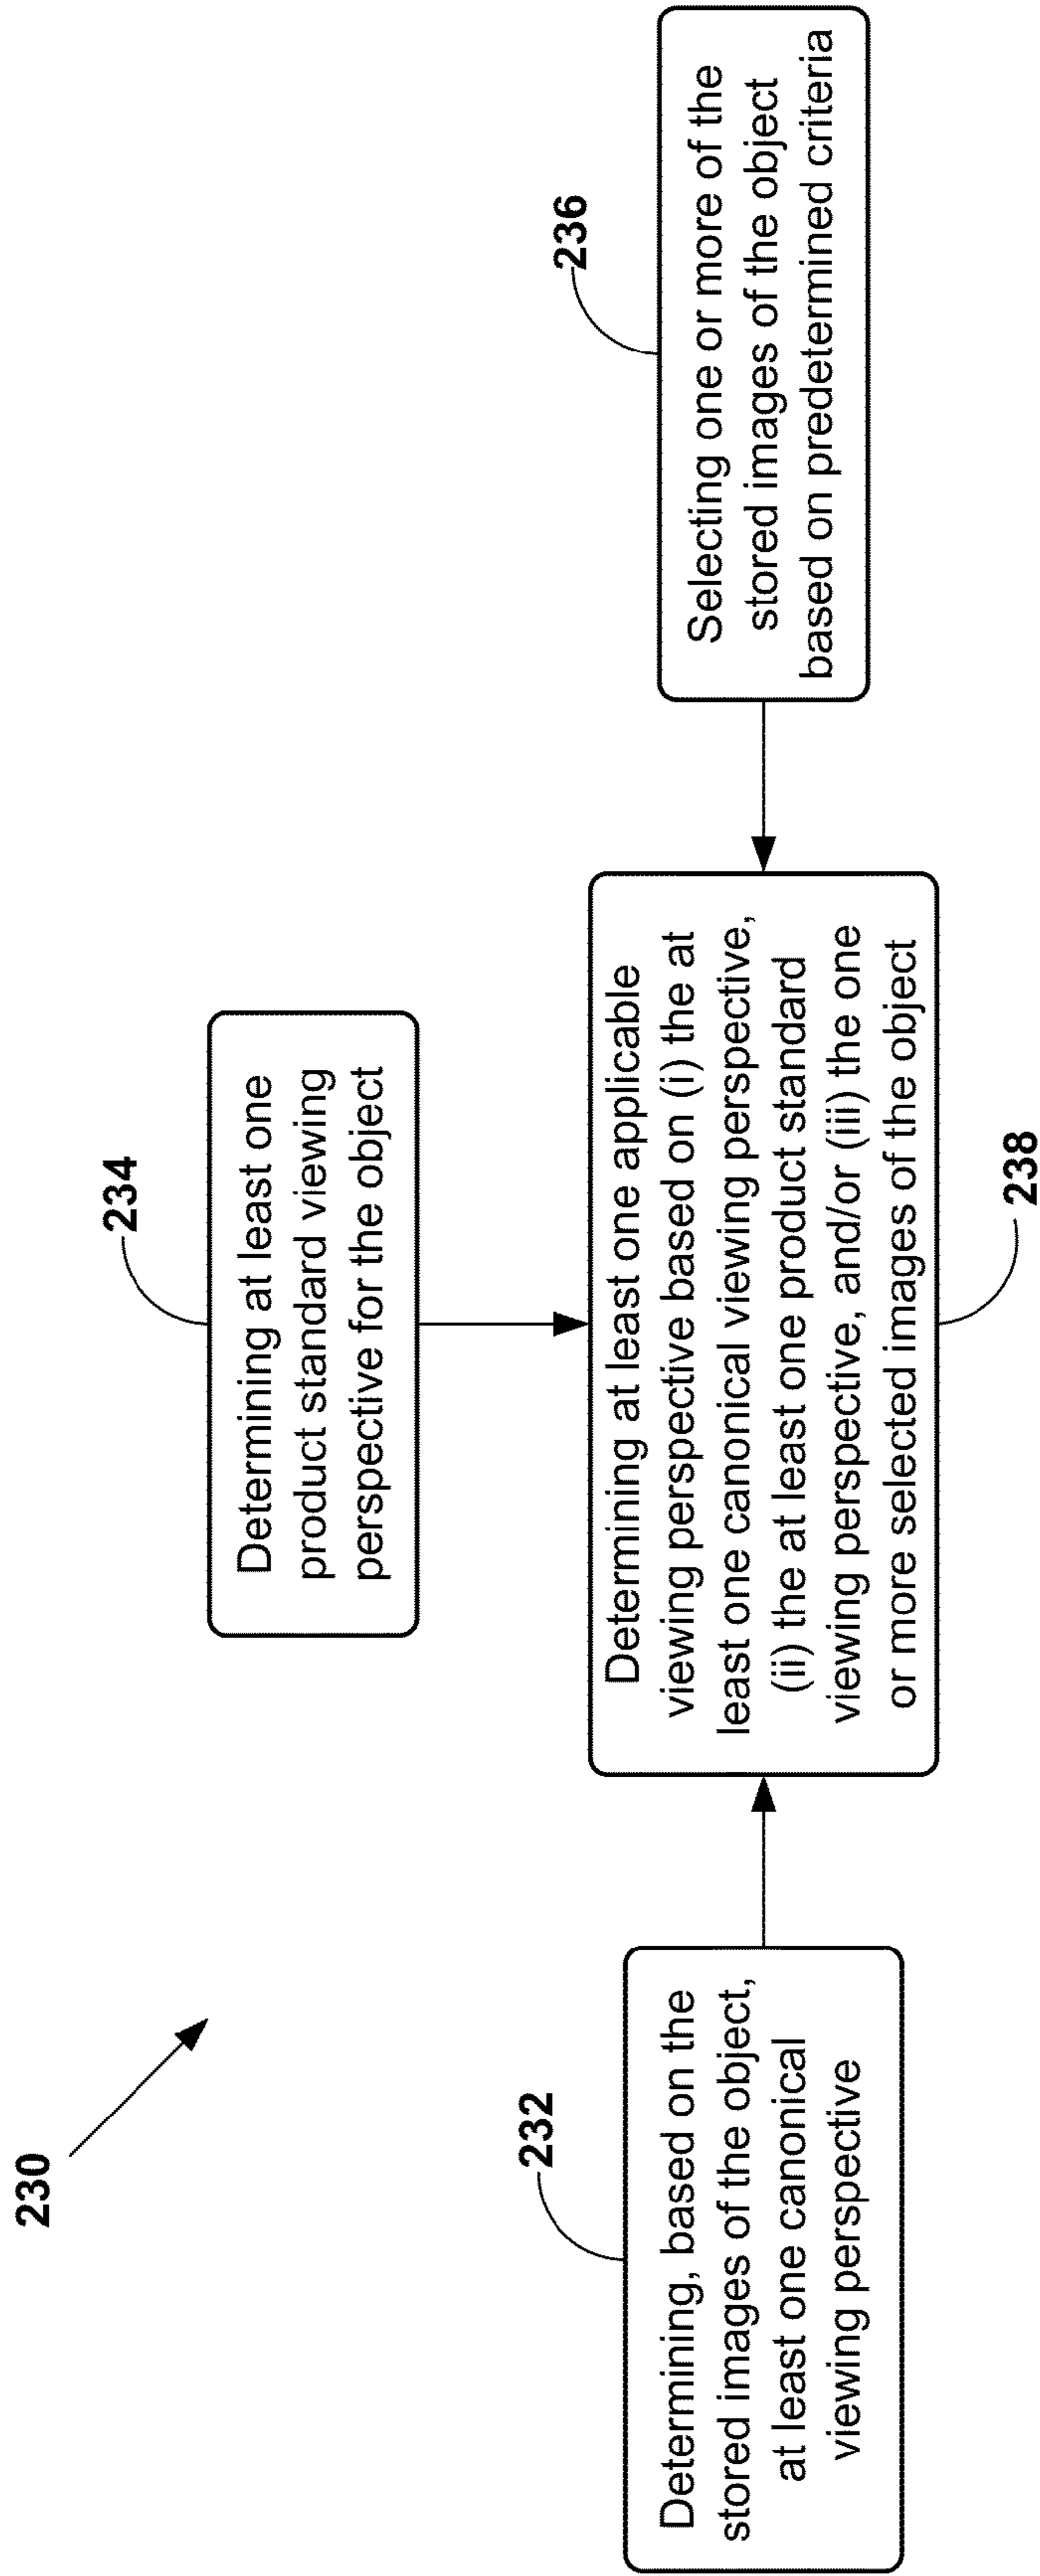 230
234
Determining at least one
product standard viewing
perspective for the object
232
Determining, based on the
stored images of the object,
at least one canonical
viewing perspective
Determining at least one applicable
viewing perspective based on (i) the at
least one canonical viewing perspective,
(ii) the at least one product standard
viewing perspective, and/or (iii) the one
or more selected images of the object
238
236
Selecting one or more of the
stored images of the object
based on predetermined criteria